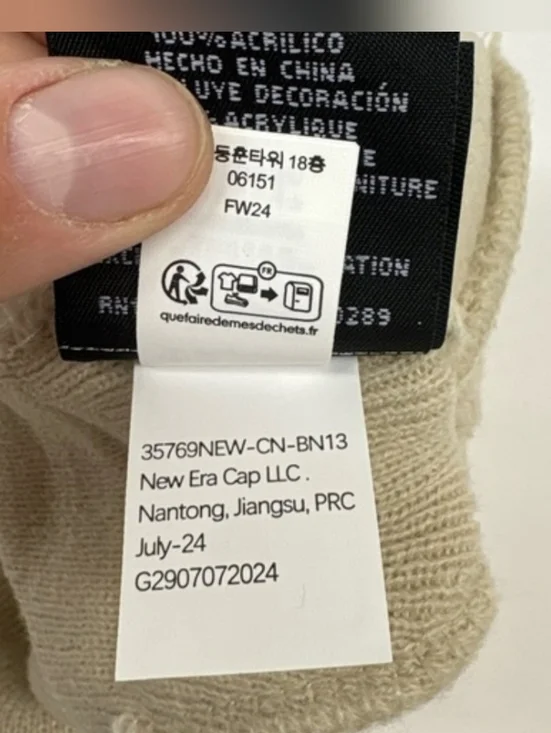 100% ACRILICO
HECHO EN CHINA
UYE DECORACIÓN
ACRYLIQUE
E
NITURE
ATION
RN
0289
동훈타워 18층
06151
FW24
FR
quefairedemesdechets.fr
35769NEW-CN-BN13
New Era Cap LLC .
Nantong, Jiangsu, PRC
July-24
G2907072024